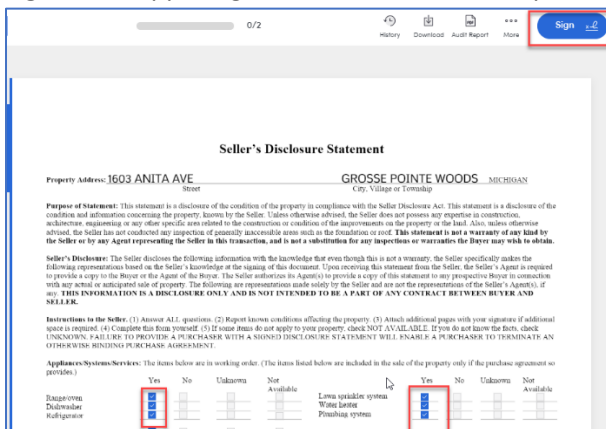 0/2
History Download Audit Report More
Sign
Seller's Disclosure Statement
Property Address: 1603 ANITA AVE GROSSE POINTE WOODS MICHIGAN
Street City, Village or Township
Purpose of Statement: This statement is a disclosure of the condition of the property in compliance with the Seller Disclosure Act. This statement is a disclosure of the
condition and information concerning the property, known by the Seller. Unless otherwise advised, the Seller does not possess any expertise in construction,
architecture, engineering or any other specific area related to the construction or condition of the improvements on the property or the land. Also, unless otherwise
advised, the Seller has not conducted any inspection of generally inaccessible areas such as the foundation or roof. This statement is not a warranty of any kind by
the Seller or by any Agent representing the Seller in this transaction, and is not a substitution for any inspections or warranties the Buyer may wish to obtain.
Seller's Disclosure: The Seller discloses the following information with the knowledge that even though this is not a warranty, the Seller specifically makes the
following representations based on the Seller's knowledge at the signing of this document. Upon receiving this statement from the Seller, the Seller's Agent is required
to provide a copy to the Buyer or the Agent of the Buyer. The Seller authorizes its Agent(s) to provide a copy of this statement to any prospective Buyer in connection
with any actual or anticipated sale of property. The following are representations made solely by the Seller and are not the representations of the Seller's Agent(s), if
any. THIS INFORMATION IS A DISCLOSURE ONLY AND IS NOT INTENDED TO BE A PART OF ANY CONTRACT BETWEEN BUYER AND
SELLER.
Instructions to the Seller: (1) Answer ALL questions. (2) Report known conditions affecting the property. (3) Attach additional pages with your signature if additional
space is required. (4) Complete this form yourself. (5) If some items do not apply to your property, check NOT AVAILABLE. If you do not know the facts, check
UNKNOWN. FAILURE TO PROVIDE A PURCHASER WITH A SIGNED DISCLOSURE STATEMENT WILL ENABLE A PURCHASER TO TERMINATE AN
OTHERWISE BINDING PURCHASE AGREEMENT.
Appliances/Systems/Services: The items below are in working order. (The items listed below are included in the sale of the property only if the purchase agreement so
provides.)
Yes No Unknown Not Available Yes No Unknown Not Available
Range/oven Lawn sprinkler system
Dishwasher Water heater
Refrigerator Plumbing system